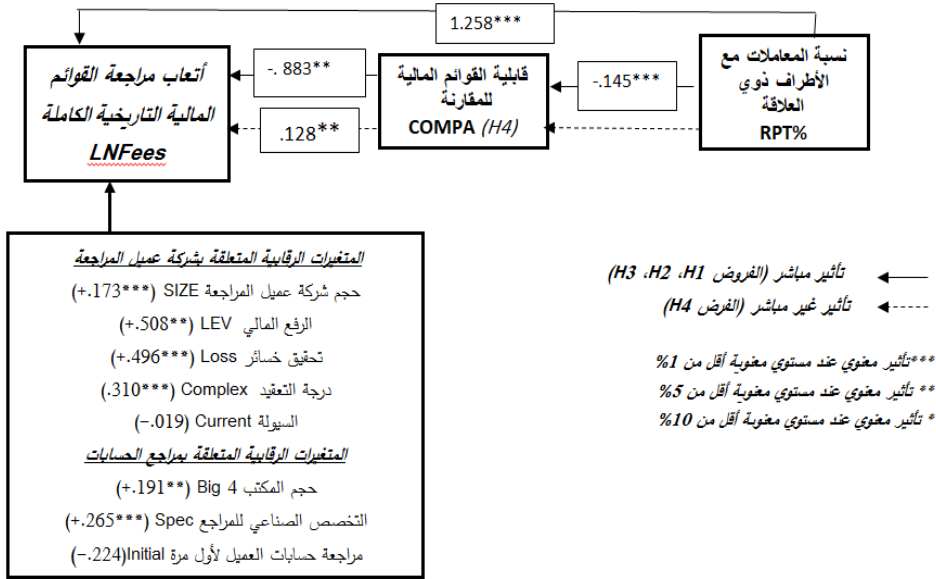 1.258***
نسبة المعاملات مع
الأطراف ذوي
العلاقة
RPT%
-.145***
قابلية القوائم المالية
للمقارنة
COMPA (H4)
-. 883**
.128**
أتعاب مراجعة القوائم
المالية التاريخية الكاملة
LNFees
المتغيرات الرقابية المتعلقة بشركة عميل المراجعة
حجم شركة عميل المراجعة SIZE (+.173***)
الرفع المالي LEV (+.508**)
تحقيق خسائر Loss (+.496***)
درجة التعقيد Complex (.310***)
السيولة Current (-.019)
المتغيرات الرقابية المتعلقة بمراجع الحسابات
حجم المكتب Big 4 (+.191**)
التخصص الصناعي للمراجع Spec (+.265***)
مراجعة حسابات العميل لأول مرة Initial(-.224)
تأثير مباشر (الفروض H1، H2، H3)
تأثير غير مباشر (الفرض H4)
***تأثير معنوي عند مستوي معنوية أقل من 1%
** تأثير معنوي عند مستوي معنوية أقل من 5%
* تأثير معنوي عند مستوي معنوية أقل من 10%